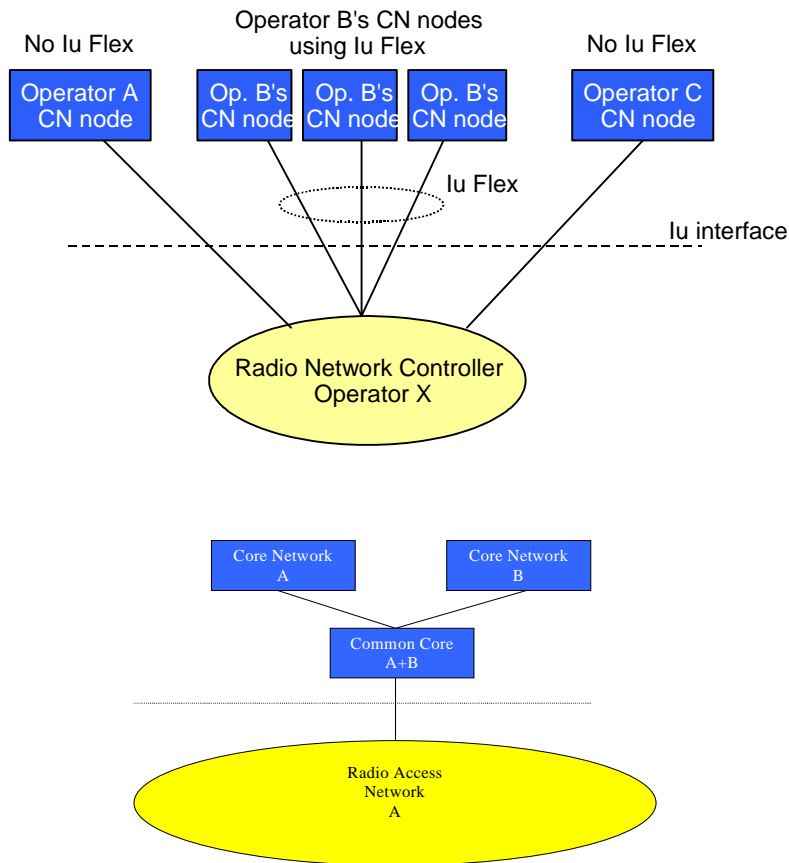 Operator B's CN nodes
No Iu Flex
using Iu Flex
No Iu Flex
Operator A
CN node
Op. B's
CN node
Op. B's
CN node
Op. B's
CN node
Operator C
CN node
Iu Flex
Iu interface
Radio Network Controller
Operator X
Core Network
A
Core Network
B
Common Core
A+B
Radio Access
Network
A